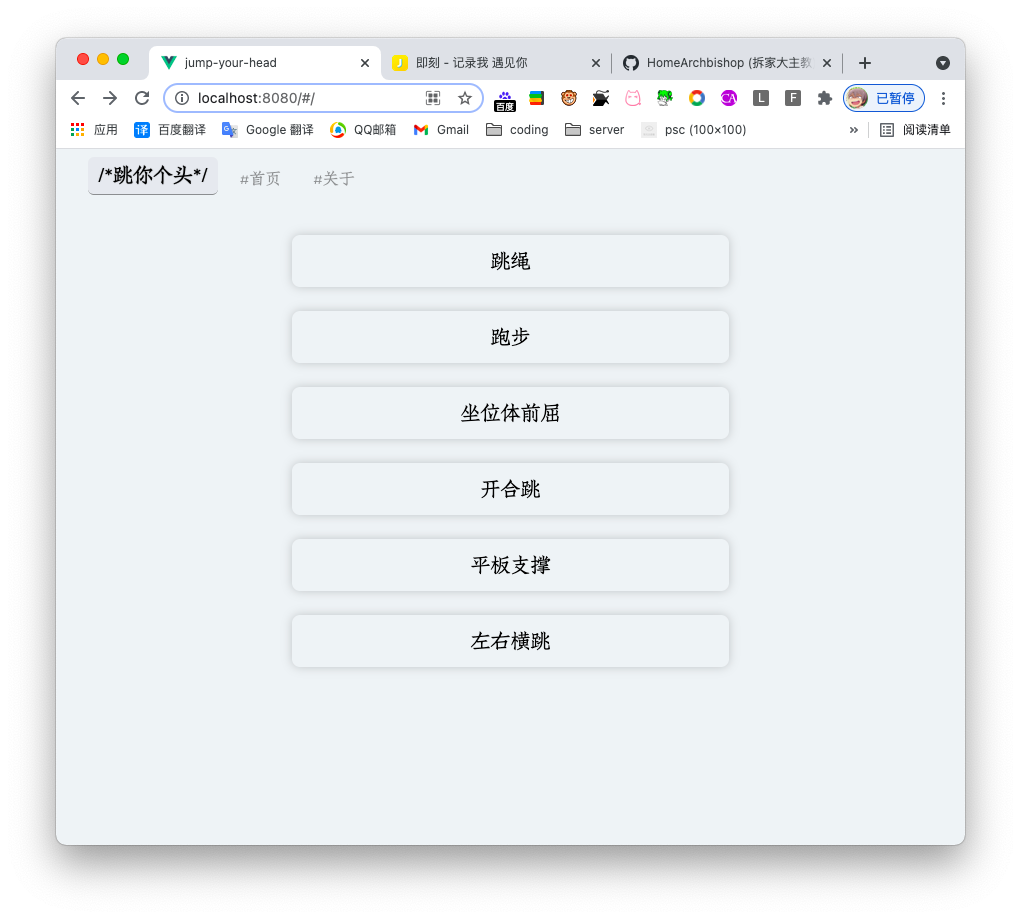 jump-your-head
即刻 - 记录我 遇见你
HomeArchbishop (拆家大主教
localhost:8080/#/
百度
CA
L
F
已暂停
应用
译 百度翻译
Google 翻译
QQ邮箱
Gmail
coding
server
psc (100×100)
»
阅读清单
/*跳你个头*/
#首页
#关于
跳绳
跑步
坐位体前屈
开合跳
平板支撑
左右横跳